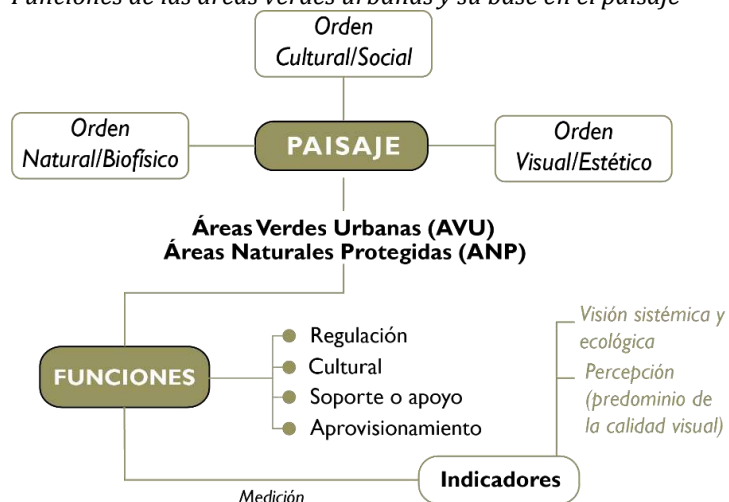 Funciones de las áreas verdes urbanas y su base en el paisaje
Orden
Cultural/Social
Orden
Natural/Biofísico
PAISAJE
Orden
Visual/Estético
Áreas Verdes Urbanas (AVU)
Áreas Naturales Protegidas (ANP)
FUNCIONES
Regulación
Cultural
Soporte o apoyo
Aprovisionamiento
Visión sistémica y
ecológica
Percepción
(predominio de
la calidad visual)
Indicadores
Medición